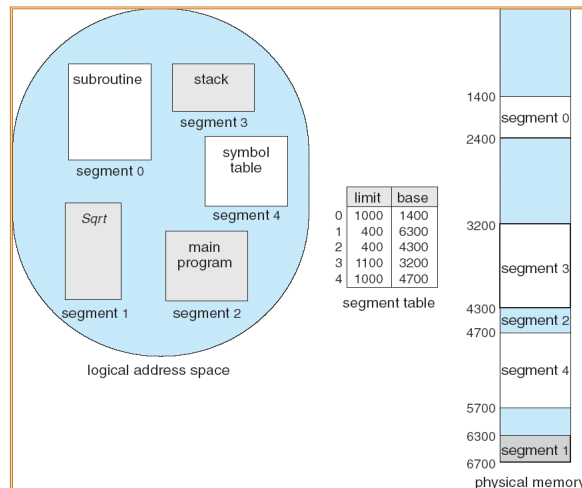 subroutine
segment 0
stack
segment 3
symbol
table
segment 4
Sqrt
segment 1
main
program
segment 2
logical address space
limit base
0 1000 1400
1 400 6300
2 400 4300
3 1100 3200
4 1000 4700
segment table
1400
segment 0
2400
3200
segment 3
4300
segment 2
4700
segment 4
5700
6300
segment 1
6700
physical memory